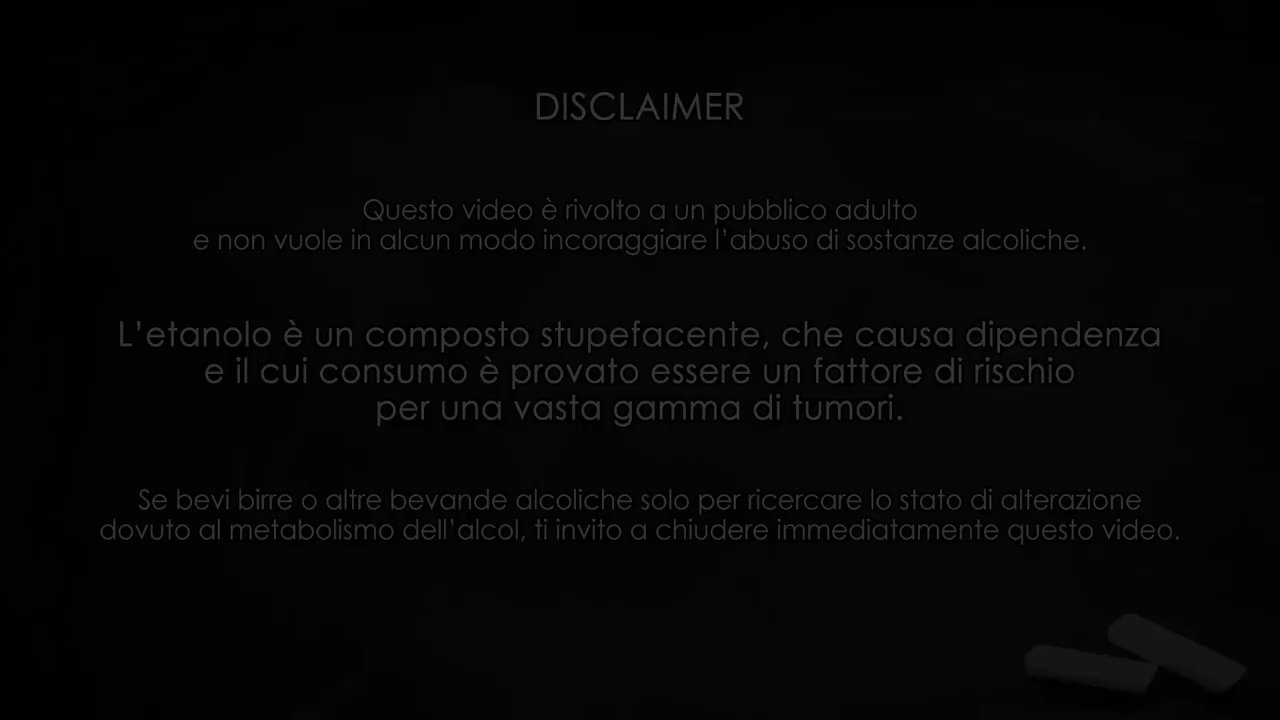 DISCLAIMER
Questo video è rivolto a un pubblico adulto
e non vuole in alcun modo incoraggiare l’abuso di sostanze alcoliche.
L’etanolo è un composto stupefacente, che causa dipendenza
e il cui consumo è provato essere un fattore di rischio
per una vasta gamma di tumori.
Se bevi birre o altre bevande alcoliche solo per ricercare lo stato di alterazione
dovuto al metabolismo dell’alcol, ti invito a chiudere immediatamente questo video.